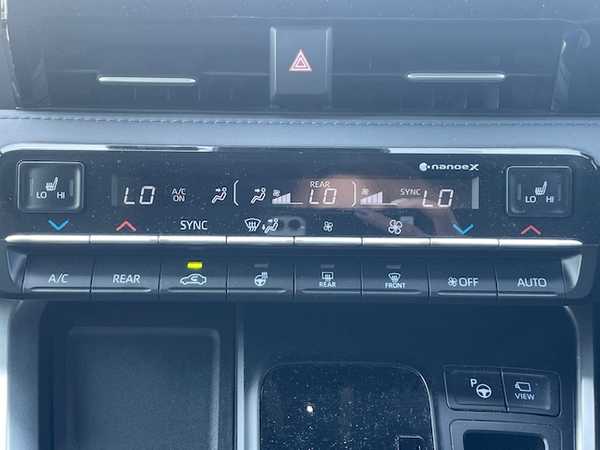 nanoeX
LO HI
LO
A/C ON
REAR
LO
SYNC
LO
LO HI
SYNC
A/C
REAR
REAR
FRONT
OFF
AUTO
P
VIEW